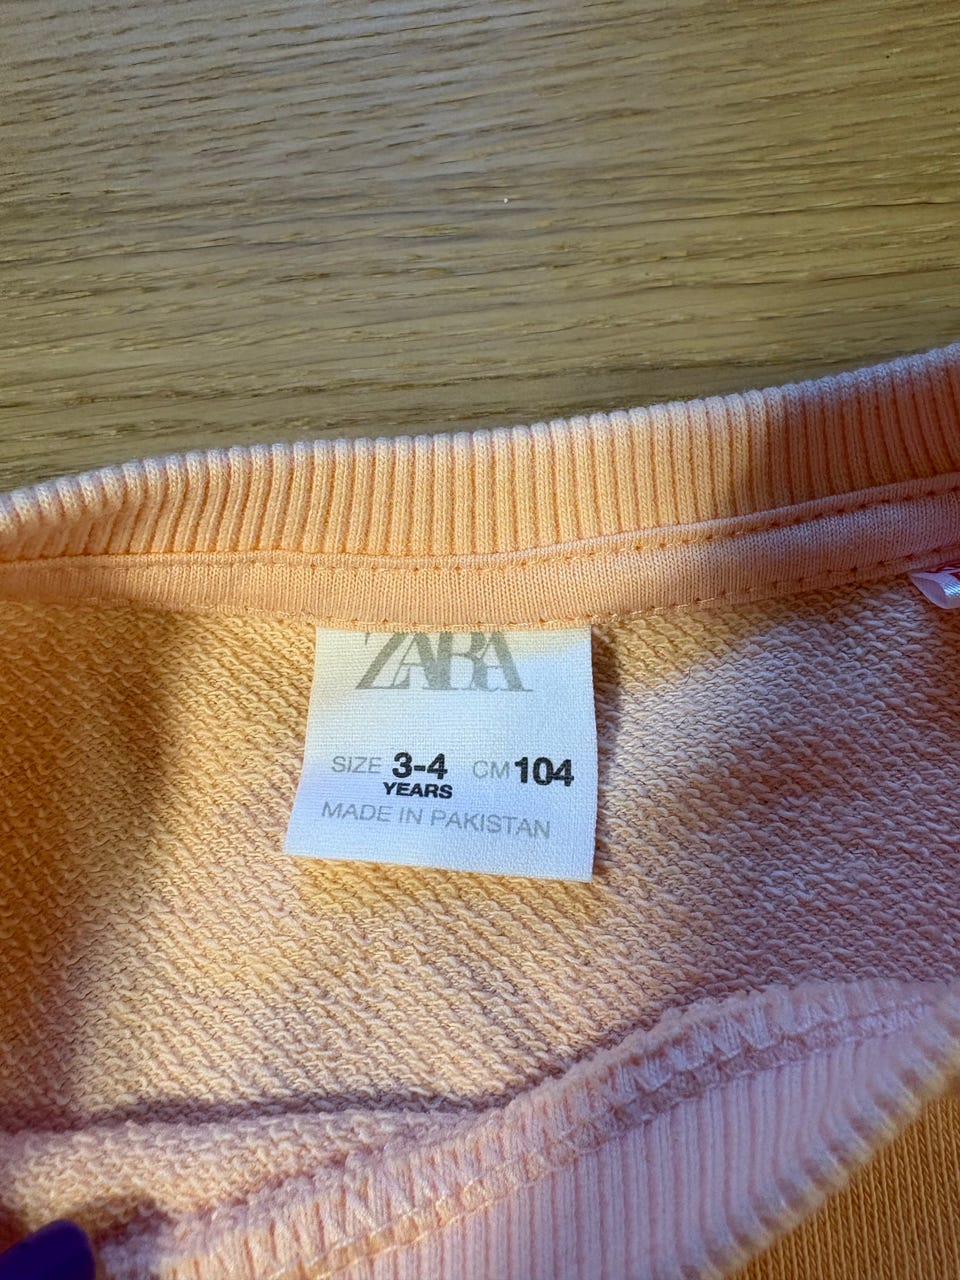 ZARA
SIZE 3-4 CM 104
YEARS
MADE IN PAKISTAN